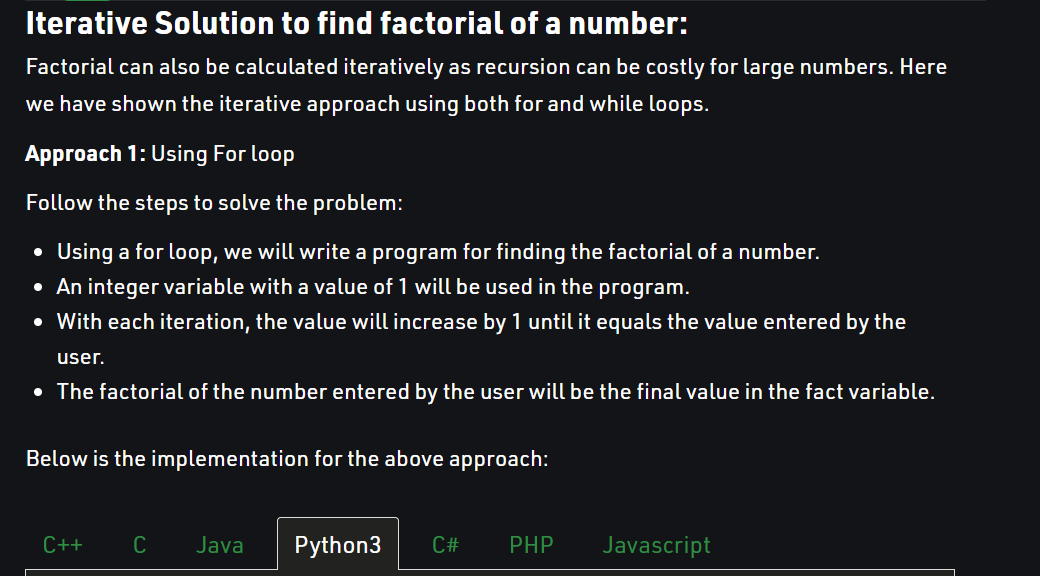 Iterative Solution to find factorial of a number:
Factorial can also be calculated iteratively as recursion can be costly for large numbers. Here
we have shown the iterative approach using both for and while loops.
Approach 1: Using For loop
Follow the steps to solve the problem:
• Using a for loop, we will write a program for finding the factorial of a number.
• An integer variable with a value of 1 will be used in the program.
• With each iteration, the value will increase by 1 until it equals the value entered by the
user.
• The factorial of the number entered by the user will be the final value in the fact variable.
Below is the implementation for the above approach:
C++ C Java Python3 C# PHP Javascript